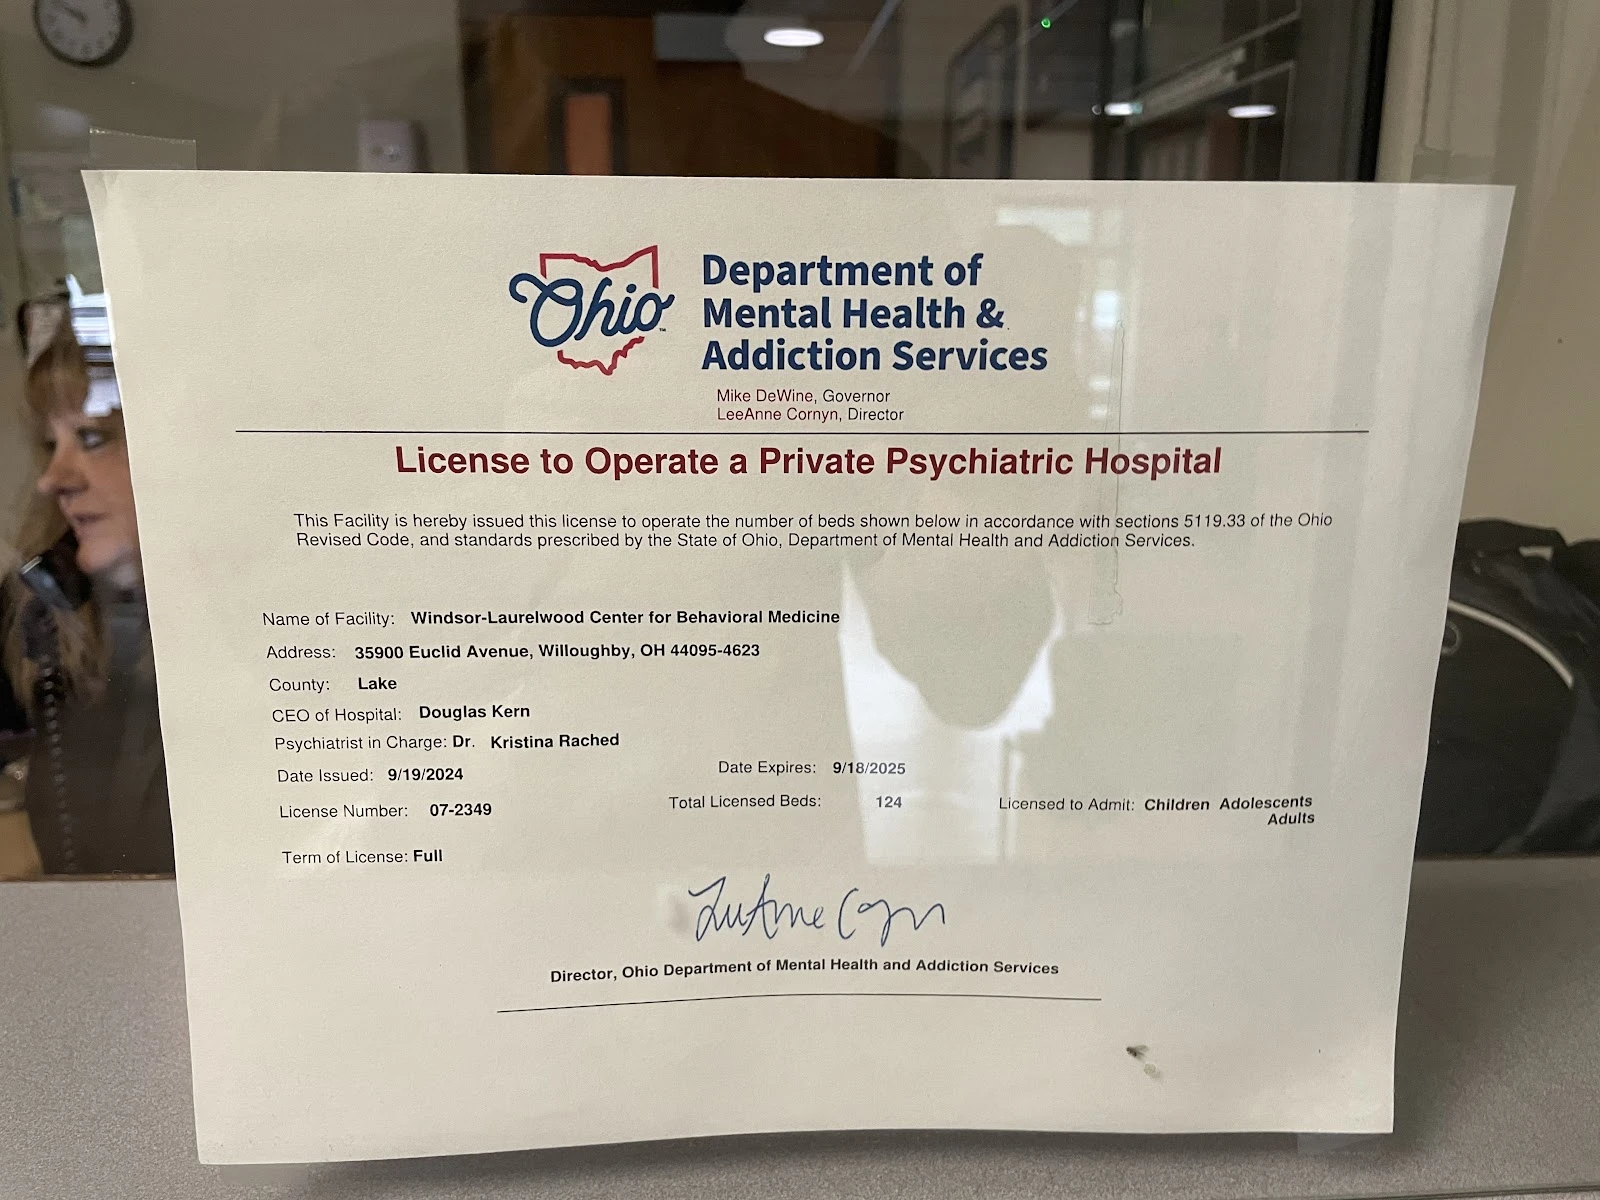 Ohio
Department of
Mental Health &
Addiction Services
Mike DeWine, Governor
LeeAnne Cornyn, Director
License to Operate a Private Psychiatric Hospital
This Facility is hereby issued this license to operate the number of beds shown below in accordance with sections 5119.33 of the Ohio
Revised Code, and standards prescribed by the State of Ohio, Department of Mental Health and Addiction Services.
Name of Facility: Windsor-Laurelwood Center for Behavioral Medicine
Address: 35900 Euclid Avenue, Willoughby, OH 44095-4623
County: Lake
CEO of Hospital: Douglas Kern
Psychiatrist in Charge: Dr. Kristina Rached
Date Issued: 9/19/2024 Date Expires: 9/18/2025
License Number: 07-2349 Total Licensed Beds: 124 Licensed to Admit: Children Adolescents
Adults
Term of License: Full
LeeAnne Cornyn
Director, Ohio Department of Mental Health and Addiction Services